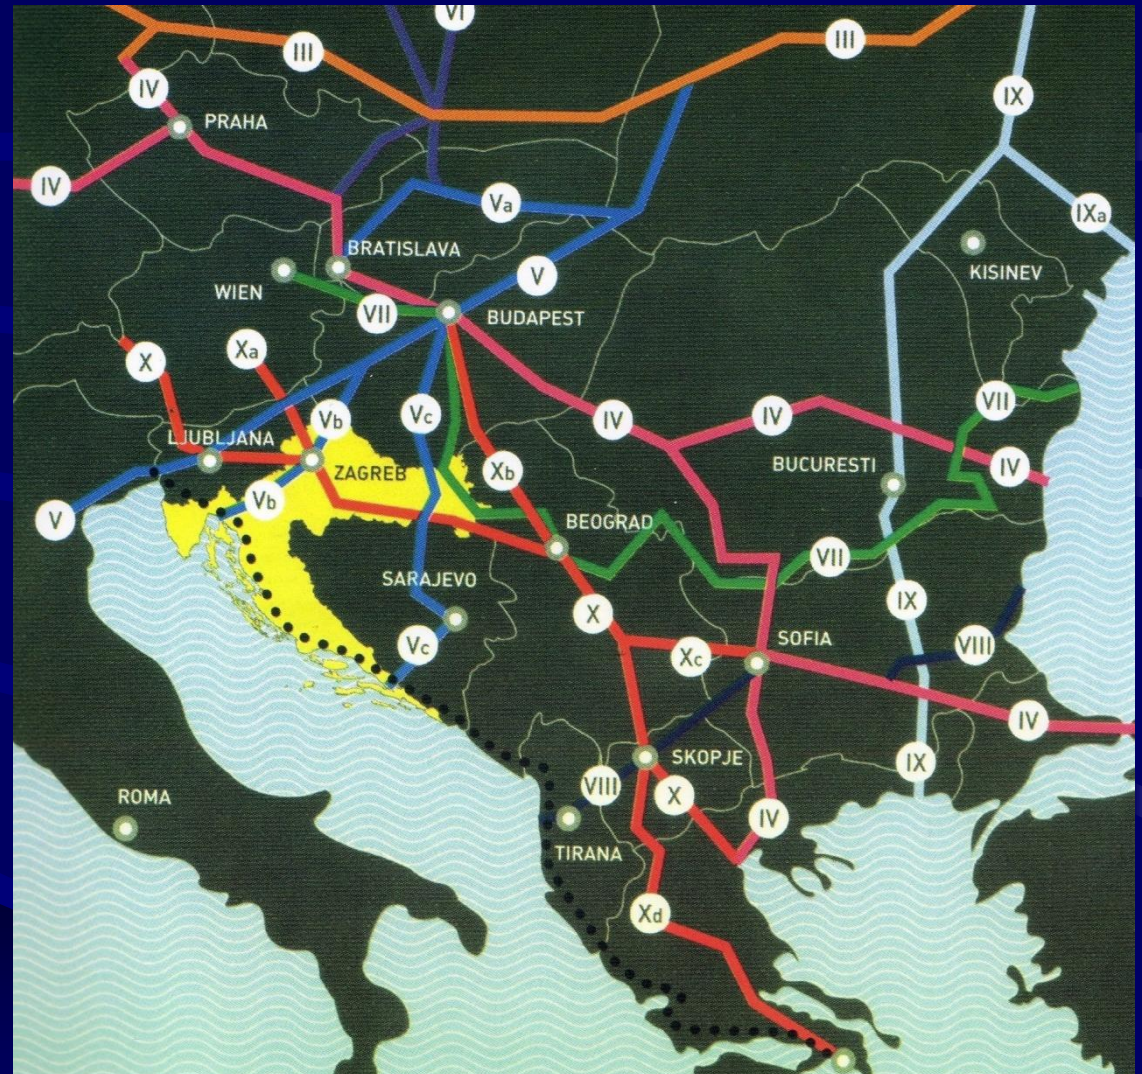 VI
III
III
IV
IX
PRAHA
IV
Va
IXa
BRATISLAVA
KISINEV
V
WIEN
VII
BUDAPEST
Xa
X
VII
Vb
Vc
IV
IV
LJUBLJANA
BUCURESTI
IV
ZAGREB
Xb
Vb
V
BEOGRAD
VII
SARAJEVO
IX
X
SOFIA
VIII
Vc
Xc
IV
SKOPJE
IX
VIII
X
ROMA
IV
TIRANA
Xd